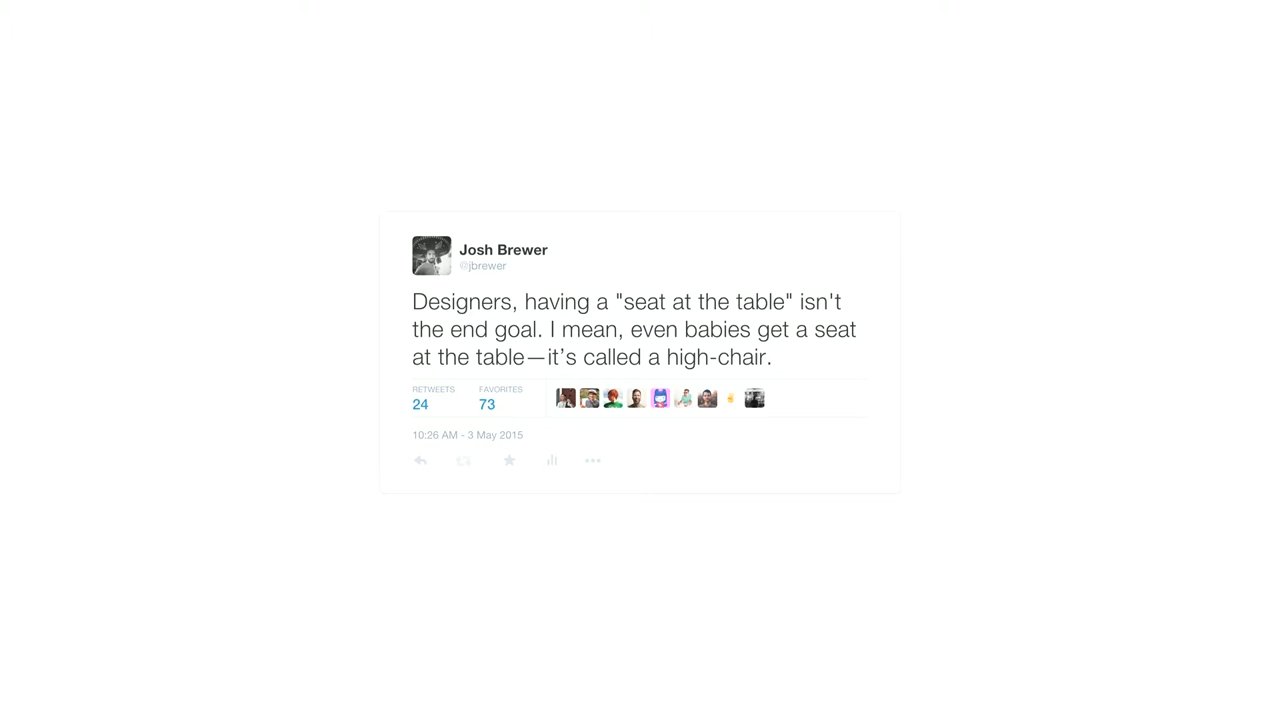 Josh Brewer
@jbrewer
Designers, having a "seat at the table" isn't
the end goal. I mean, even babies get a seat
at the table—it’s called a high-chair.
RETWEETS FAVORITES
24 73
10:26 AM - 3 May 2015